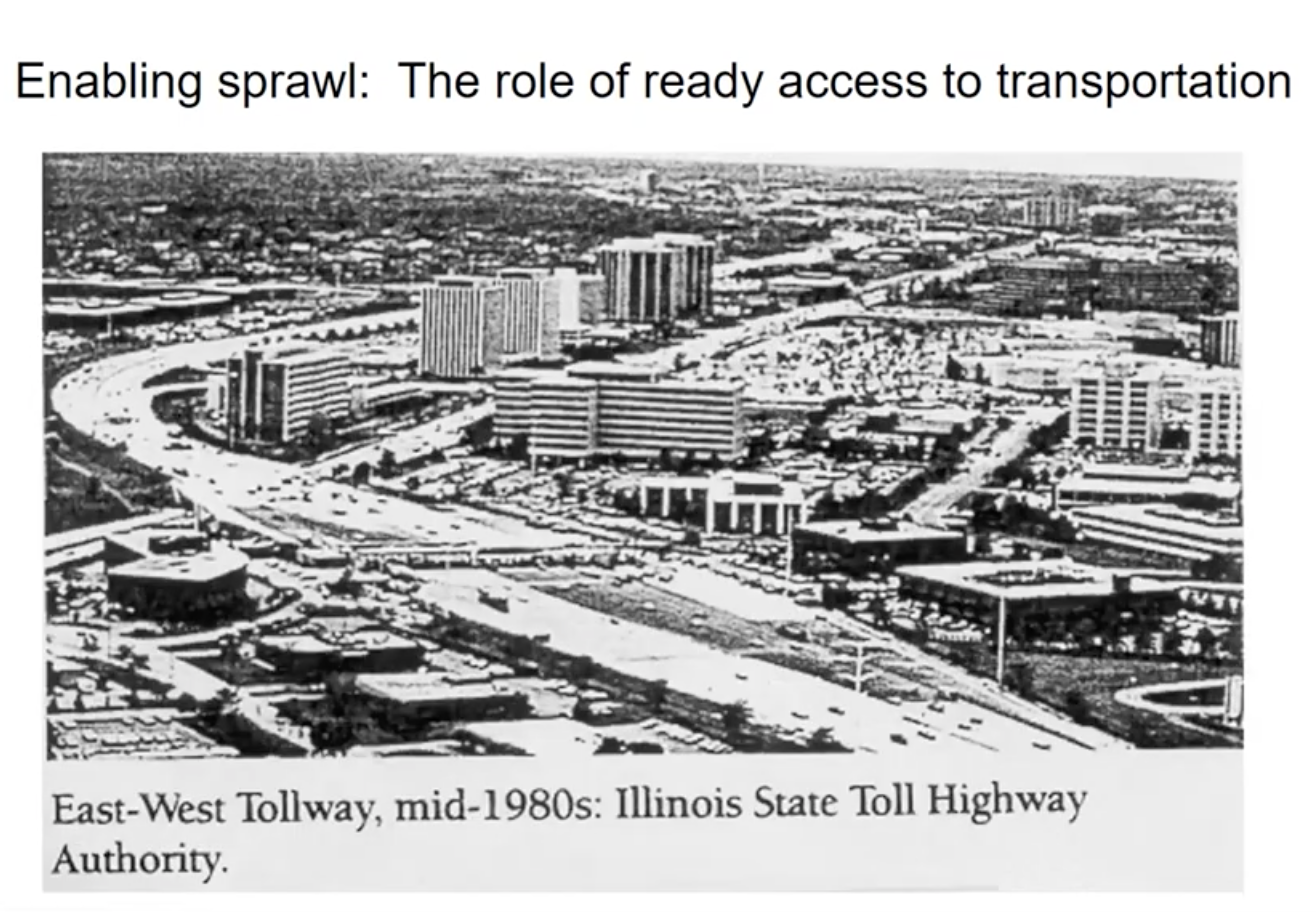 Enabling sprawl:  The role of ready access to transportation
East-West Tollway, mid-1980s: Illinois State Toll Highway
Authority.